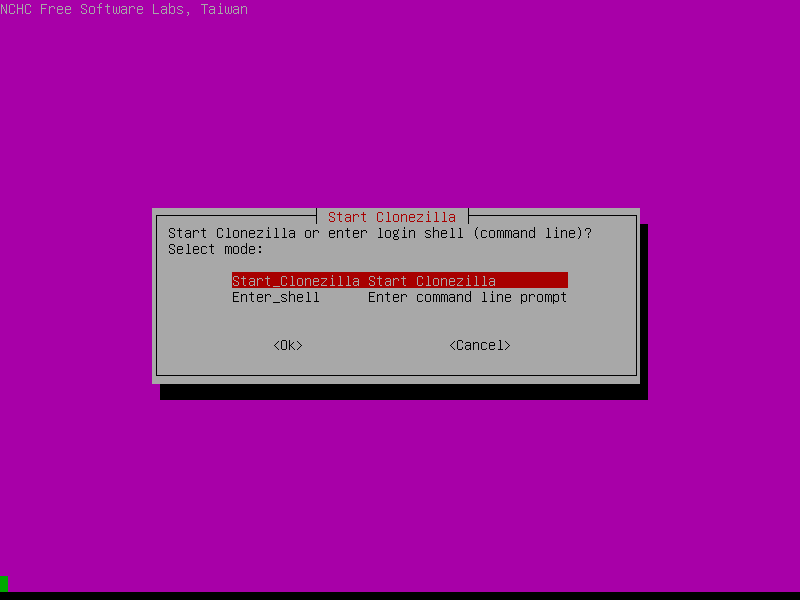 NCHC Free Software Labs, Taiwan
Start Clonezilla
Start Clonezilla or enter login shell (command line)?
Select mode:
Start_Clonezilla Start Clonezilla
Enter_shell Enter command line prompt
<Ok> <Cancel>